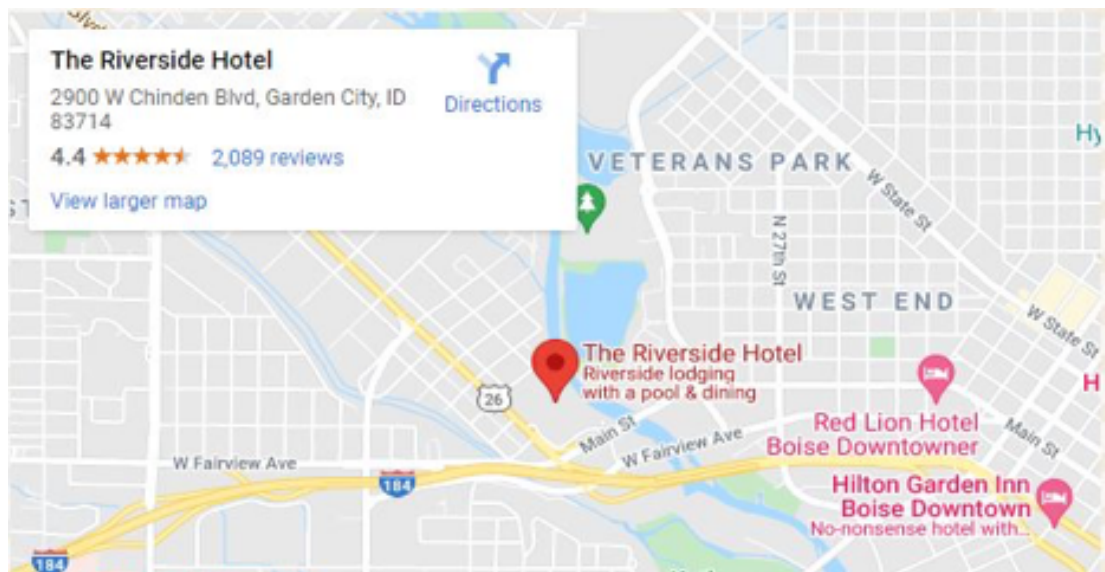 The Riverside Hotel
2900 W Chinden Blvd, Garden City, ID
83714
4.4
2,089 reviews
View larger map
Directions
VETERANS PARK
W State St
N 27th St
WEST END
W State St
The Riverside Hotel
Riverside lodging
with a pool & dining
26
Main St
W Fairview Ave
W Fairview Ave
184
Red Lion Hotel
Boise Downtowner
Main St
Hilton Garden Inn
Boise Downtown
No-nonsense hotel with...
184